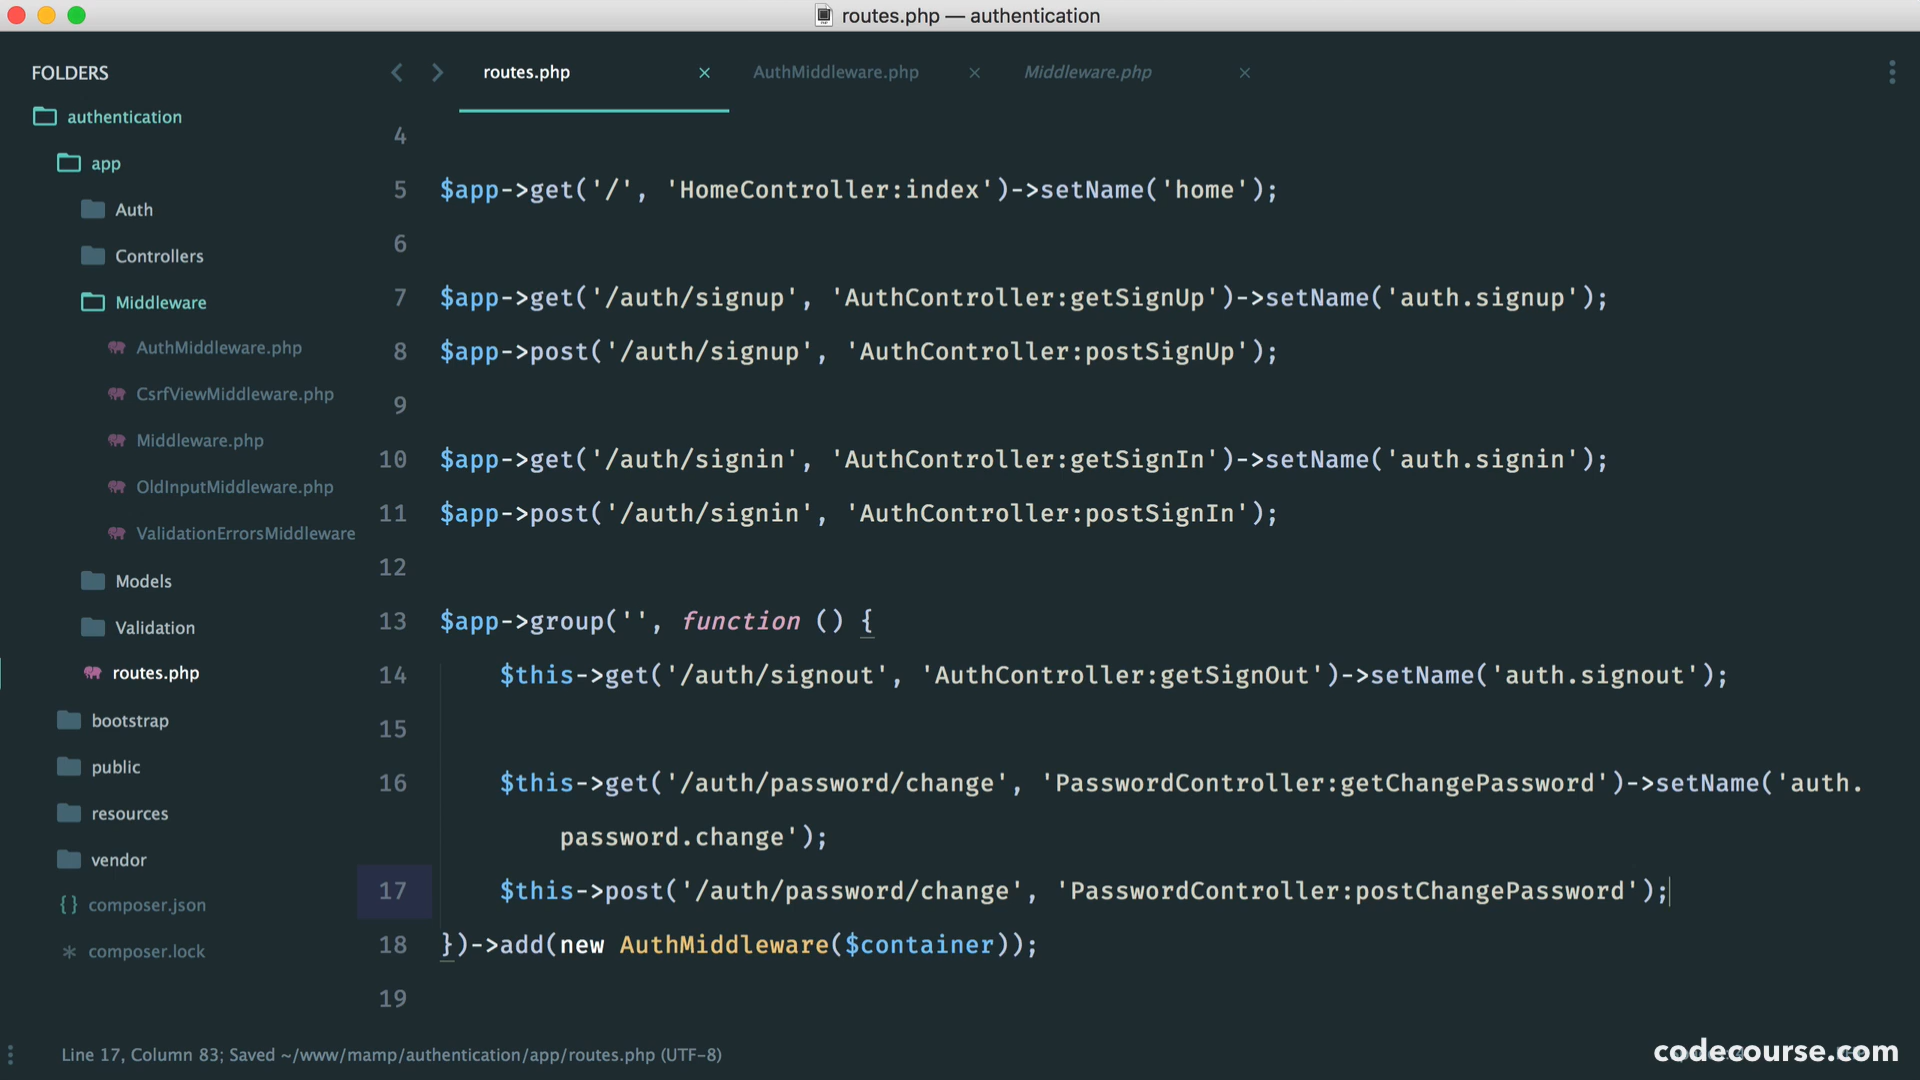 routes.php — authentication
FOLDERS
authentication
app
Auth
Controllers
Middleware
AuthMiddleware.php
CsrfViewMiddleware.php
Middleware.php
OldInputMiddleware.php
ValidationErrorsMiddleware
Models
Validation
routes.php
bootstrap
public
resources
vendor
{} composer.json
* composer.lock
routes.php × AuthMiddleware.php × Middleware.php ×
4
5 $app->get('/', 'HomeController:index')->setName('home');
6
7 $app->get('/auth/signup', 'AuthController:getSignUp')->setName('auth.signup');
8 $app->post('/auth/signup', 'AuthController:postSignUp');
9
10 $app->get('/auth/signin', 'AuthController:getSignIn')->setName('auth.signin');
11 $app->post('/auth/signin', 'AuthController:postSignIn');
12
13 $app->group('', function () {
14 $this->get('/auth/signout', 'AuthController:getSignOut')->setName('auth.signout');
15
16 $this->get('/auth/password/change', 'PasswordController:getChangePassword')->setName('auth.
password.change');
17 $this->post('/auth/password/change', 'PasswordController:postChangePassword');
18 })->add(new AuthMiddleware($container));
19
Line 17, Column 83; Saved ~/www/mamp/authentication/app/routes.php (UTF-8)
codecourse.com